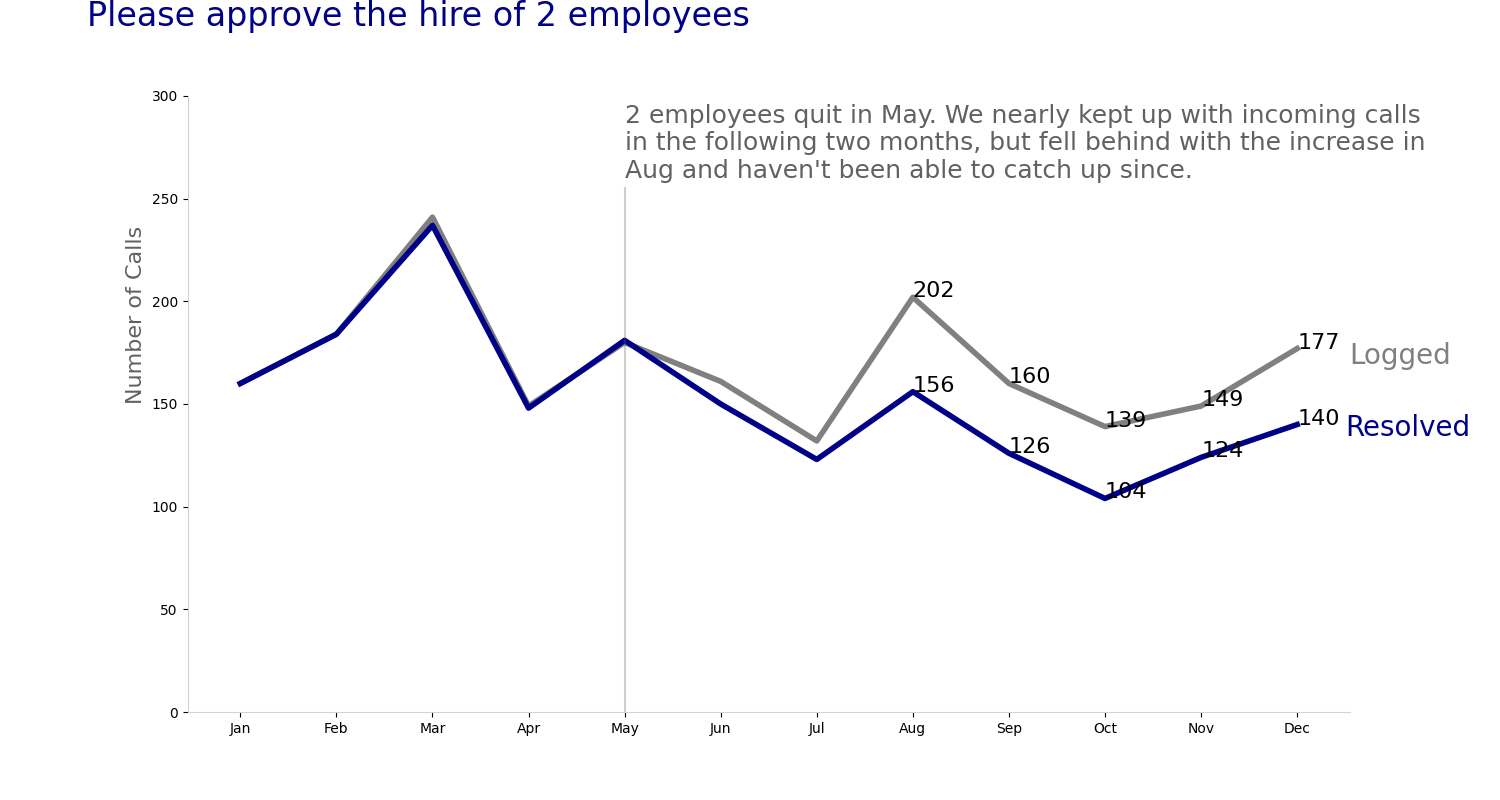 Please approve the hire of 2 employees
300
2 employees quit in May. We nearly kept up with incoming calls
in the following two months, but fell behind with the increase in
Aug and haven't been able to catch up since.
250
Number of Calls
200
202
177
Logged
160
156
149
139
150
140
Resolved
126
124
104
100
50
0
Jan Feb Mar Apr May Jun Jul Aug Sep Oct Nov Dec